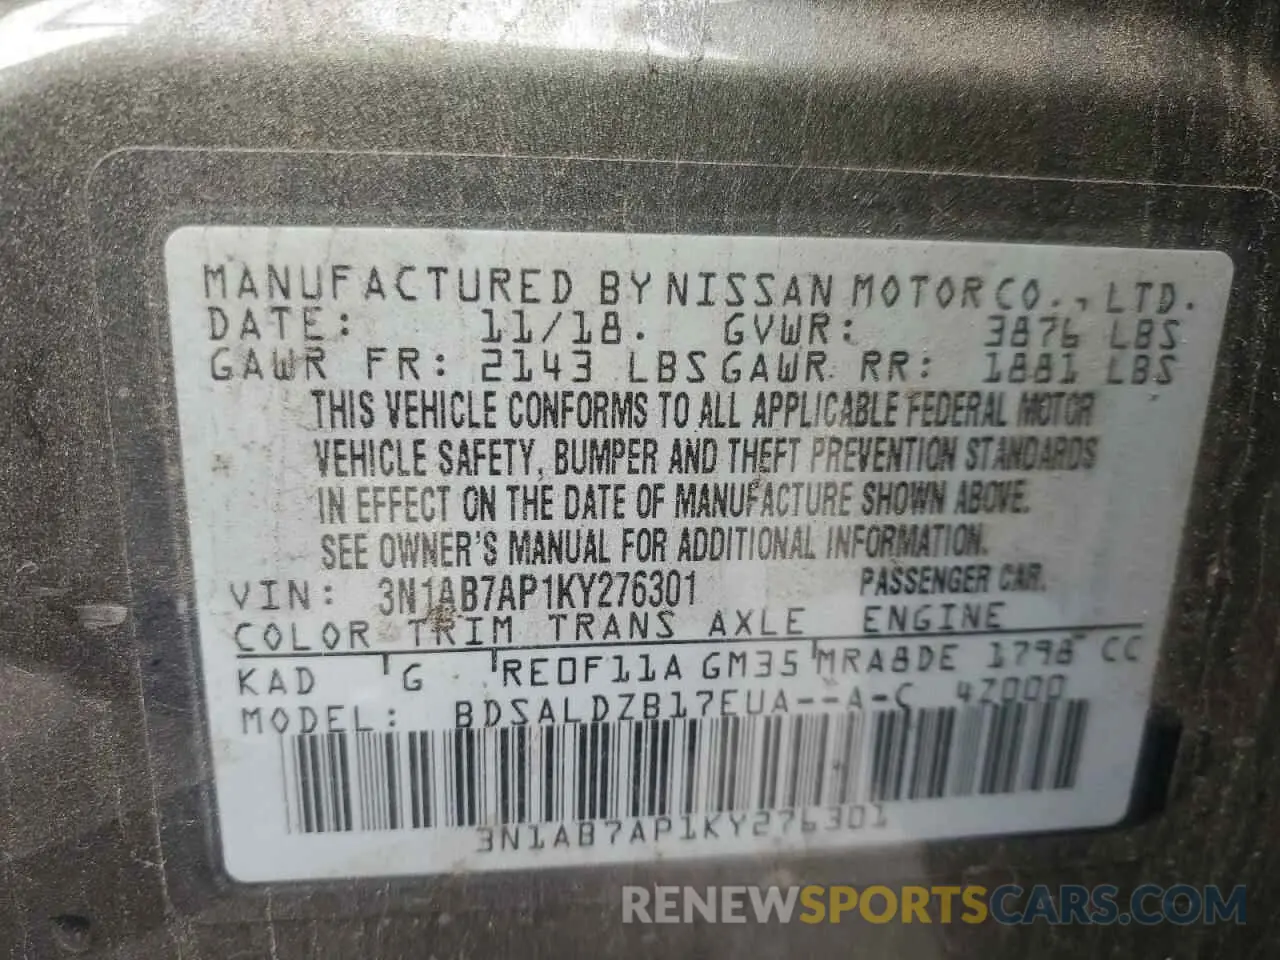 MANUFACTURED BY NISSAN MOTOR CO., LTD.
DATE: 11/18. GVWR: 3876 LBS
GAWR FR: 2143 LBS GAWR RR: 1881 LBS
THIS VEHICLE CONFORMS TO ALL APPLICABLE FEDERAL MOTOR
VEHICLE SAFETY, BUMPER AND THEFT PREVENTION STANDARDS
IN EFFECT ON THE DATE OF MANUFACTURE SHOWN ABOVE.
SEE OWNER'S MANUAL FOR ADDITIONAL INFORMATION.
VIN: 3N1AB7AP1KY276301 PASSENGER CAR.
COLOR TRIM TRANS AXLE ENGINE
KAD G RE0F11A GM35 MRA8DE 1798 CC
MODEL: BDSALDZB17EUA--A-C 4Z000
3N1AB7AP1KY276301
RENEWSPORTSCARS.COM